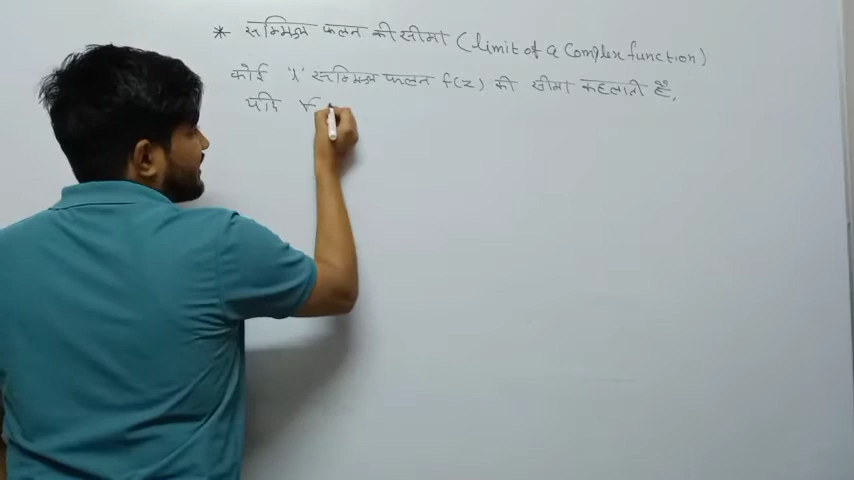 * सम्मिश्र फलन की सीमा (limit of a Complex function)
कोई 'λ' सम्मिश्र फलन f(z) की सीमा कहलाती है,
यदि ∀